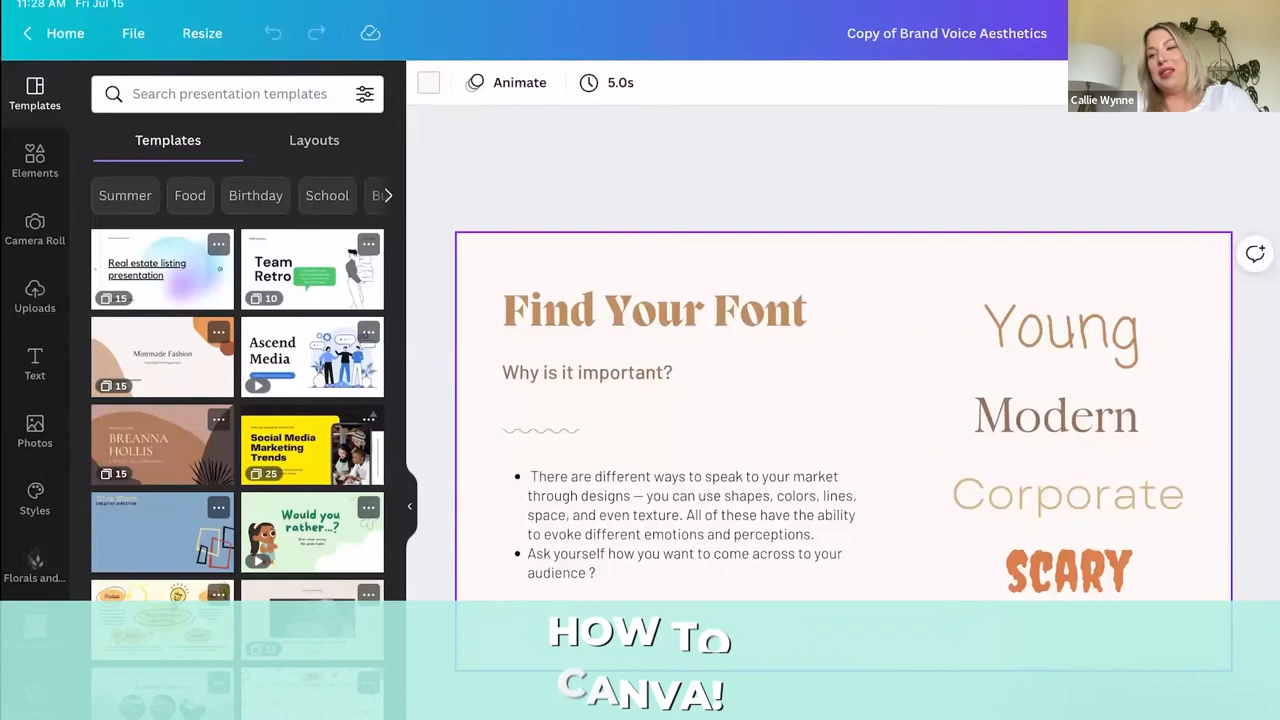 11:28 AM Fri Jul 15
Home File Resize
Copy of Brand Voice Aesthetics
Callie Wynne
Templates
Elements
Camera Roll
Uploads
Text
Photos
Styles
Florals and...
Search presentation templates
Templates Layouts
Summer Food Birthday School
Real estate listing
presentation
15
Team
Retro
10
Mintmade Fashion
15
Ascend
Media
BREANNA
HOLLIS
15
Social Media
Marketing
Trends
25
CREATIVE DIRECTOR
Would you
rather...?
Product
12
Animate 5.0s
Find Your Font
Why is it important?
• There are different ways to speak to your market
through designs — you can use shapes, colors, lines,
space, and even texture. All of these have the ability
to evoke different emotions and perceptions.
• Ask yourself how you want to come across to your
audience ?
Young
Modern
Corporate
SCARY
HOW TO
CANVA!